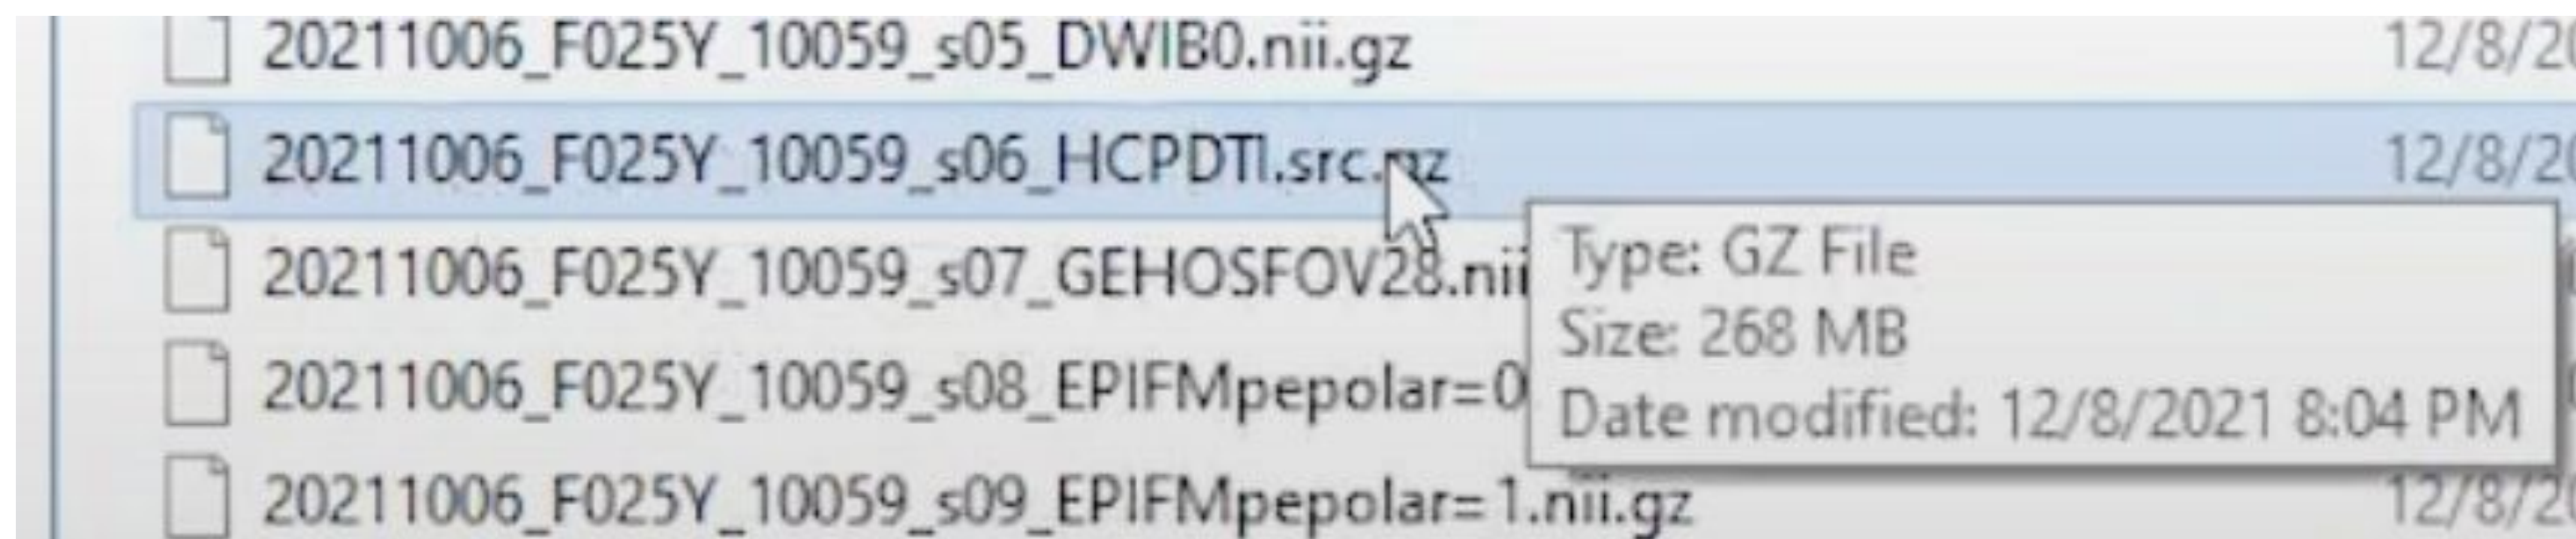 20211006_F025Y_10059_s05_DWIB0.nii.gz 12/8/20
20211006_F025Y_10059_s06_HCPDTI.src.gz 12/8/20
20211006_F025Y_10059_s07_GEHOSFOV28.nii
20211006_F025Y_10059_s08_EPIFMpepolar=0
20211006_F025Y_10059_s09_EPIFMpepolar=1.nii.gz 12/8/20
Type: GZ File
Size: 268 MB
Date modified: 12/8/2021 8:04 PM